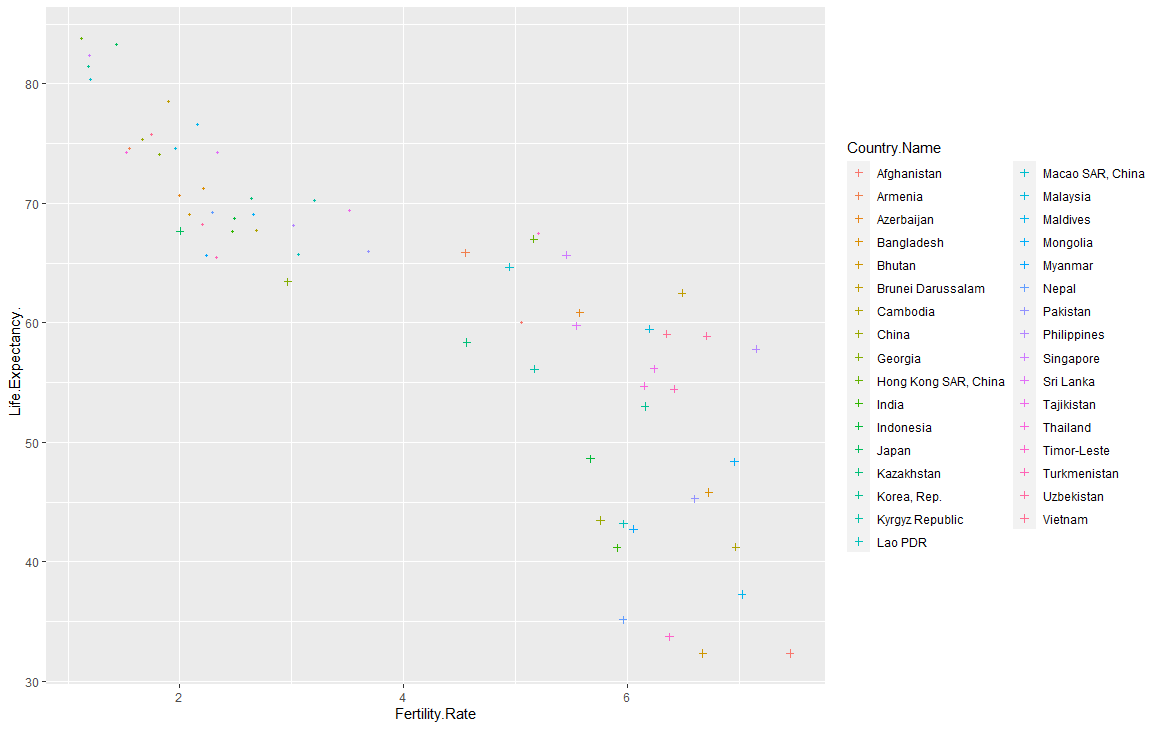 Life.Expectancy.
80
70
60
50
40
30
2
4
6
Fertility.Rate
Country.Name
Afghanistan
Armenia
Azerbaijan
Bangladesh
Bhutan
Brunei Darussalam
Cambodia
China
Georgia
Hong Kong SAR, China
India
Indonesia
Japan
Kazakhstan
Korea, Rep.
Kyrgyz Republic
Lao PDR
Macao SAR, China
Malaysia
Maldives
Mongolia
Myanmar
Nepal
Pakistan
Philippines
Singapore
Sri Lanka
Tajikistan
Thailand
Timor-Leste
Turkmenistan
Uzbekistan
Vietnam